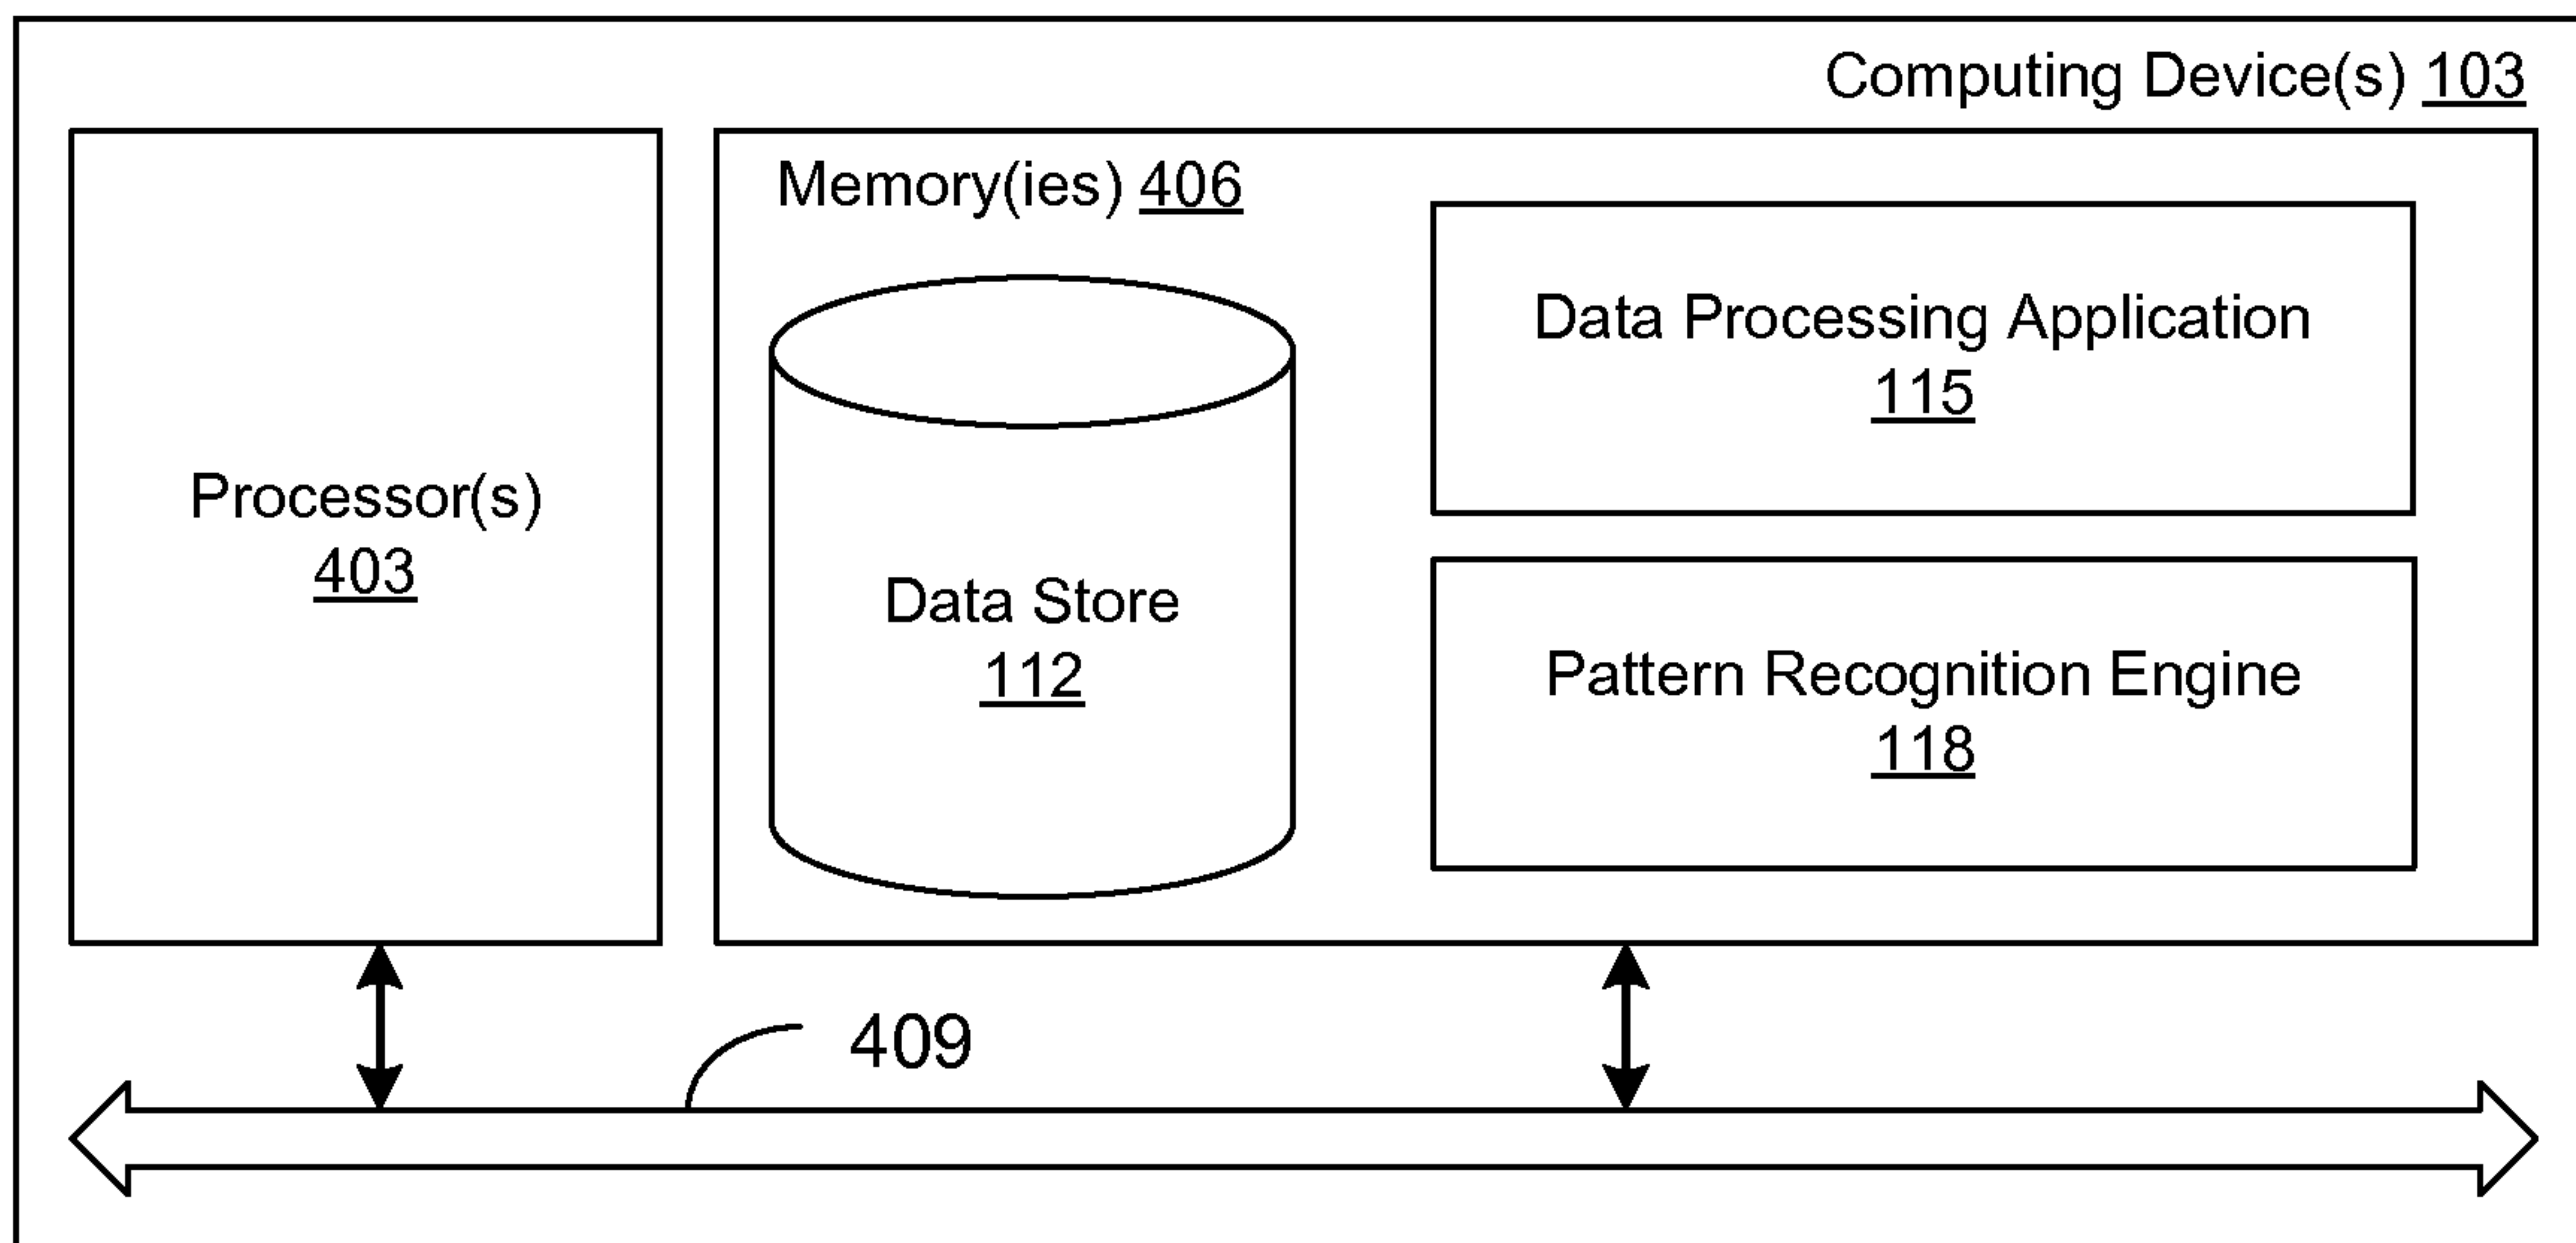 Computing Device(s) 103
Memory(ies) 406
Processor(s)
403
Data Store
112
Data Processing Application
115
Pattern Recognition Engine
118
409